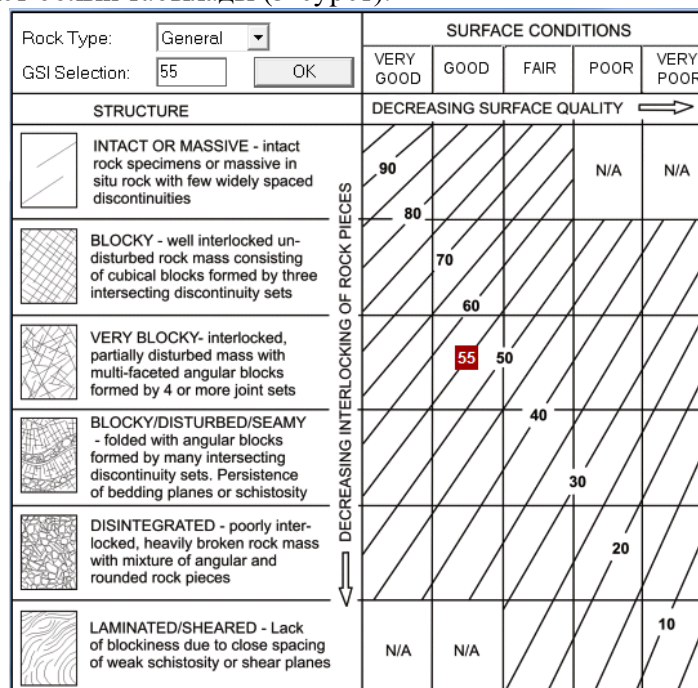 Rock Type: General
GSI Selection: 55 OK
SURFACE CONDITIONS
VERY GOOD
GOOD
FAIR
POOR
VERY POOR
STRUCTURE
DECREASING SURFACE QUALITY
DECREASING INTERLOCKING OF ROCK PIECES
INTACT OR MASSIVE - intact
rock specimens or massive in
situ rock with few widely spaced
discontinuities
90
N/A
N/A
80
BLOCKY - well interlocked un-
disturbed rock mass consisting
of cubical blocks formed by three
intersecting discontinuity sets
70
60
VERY BLOCKY- interlocked,
partially disturbed mass with
multi-faceted angular blocks
formed by 4 or more joint sets
55
50
40
BLOCKY/DISTURBED/SEAMY
- folded with angular blocks
formed by many intersecting
discontinuity sets. Persistence
of bedding planes or schistosity
30
DISINTEGRATED - poorly inter-
locked, heavily broken rock mass
with mixture of angular and
rounded rock pieces
20
LAMINATED/SHEARED - Lack
of blockiness due to close spacing
of weak schistosity or shear planes
N/A
N/A
10